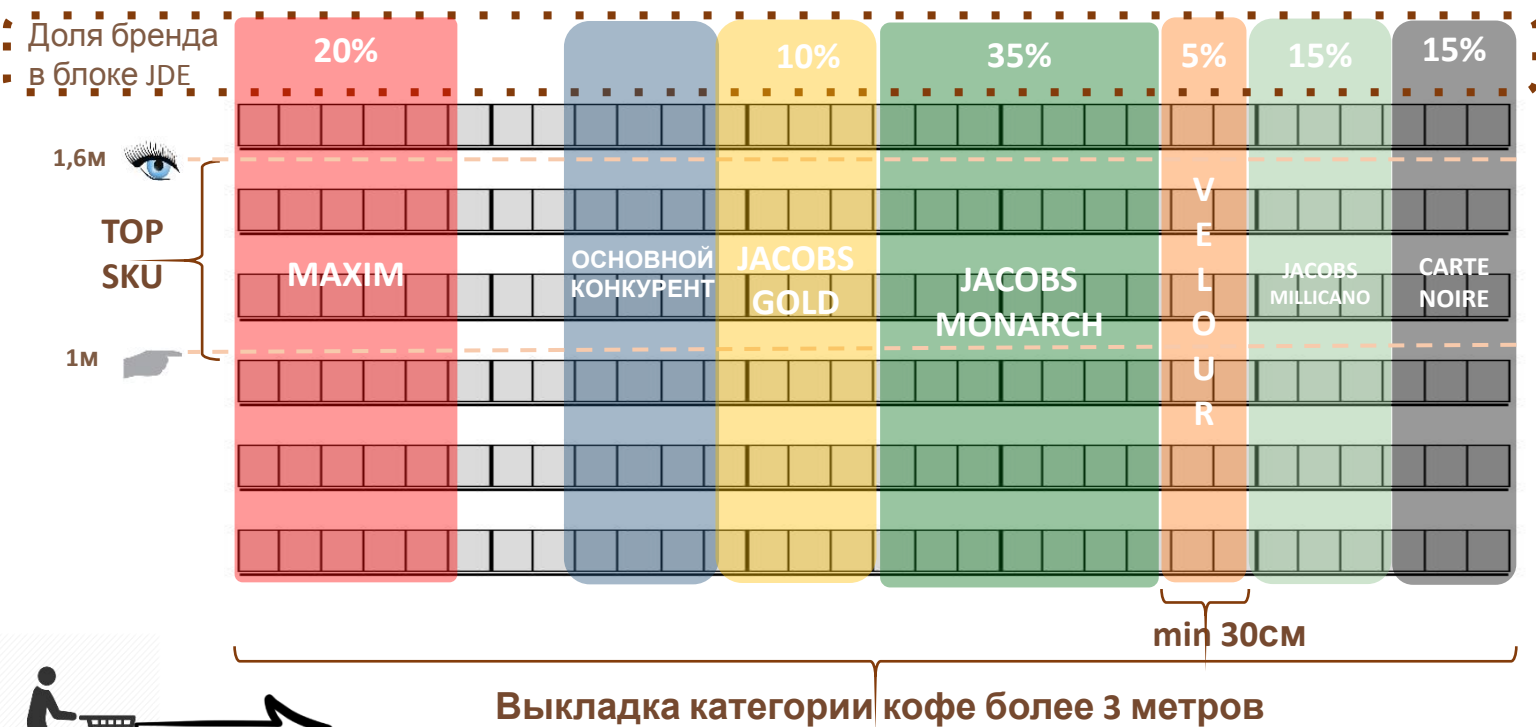 Доля бренда
в блоке JDE
20%
10%
35%
5%
15%
15%
1,6м
TOP
SKU
1м
MAXIM
ОСНОВНОЙ
КОНКУРЕНТ
JACOBS
GOLD
JACOBS
MONARCH
V
E
L
O
U
R
JACOBS
MILLICANO
CARTE
NOIRE
min 30см
Выкладка категории кофе более 3 метров